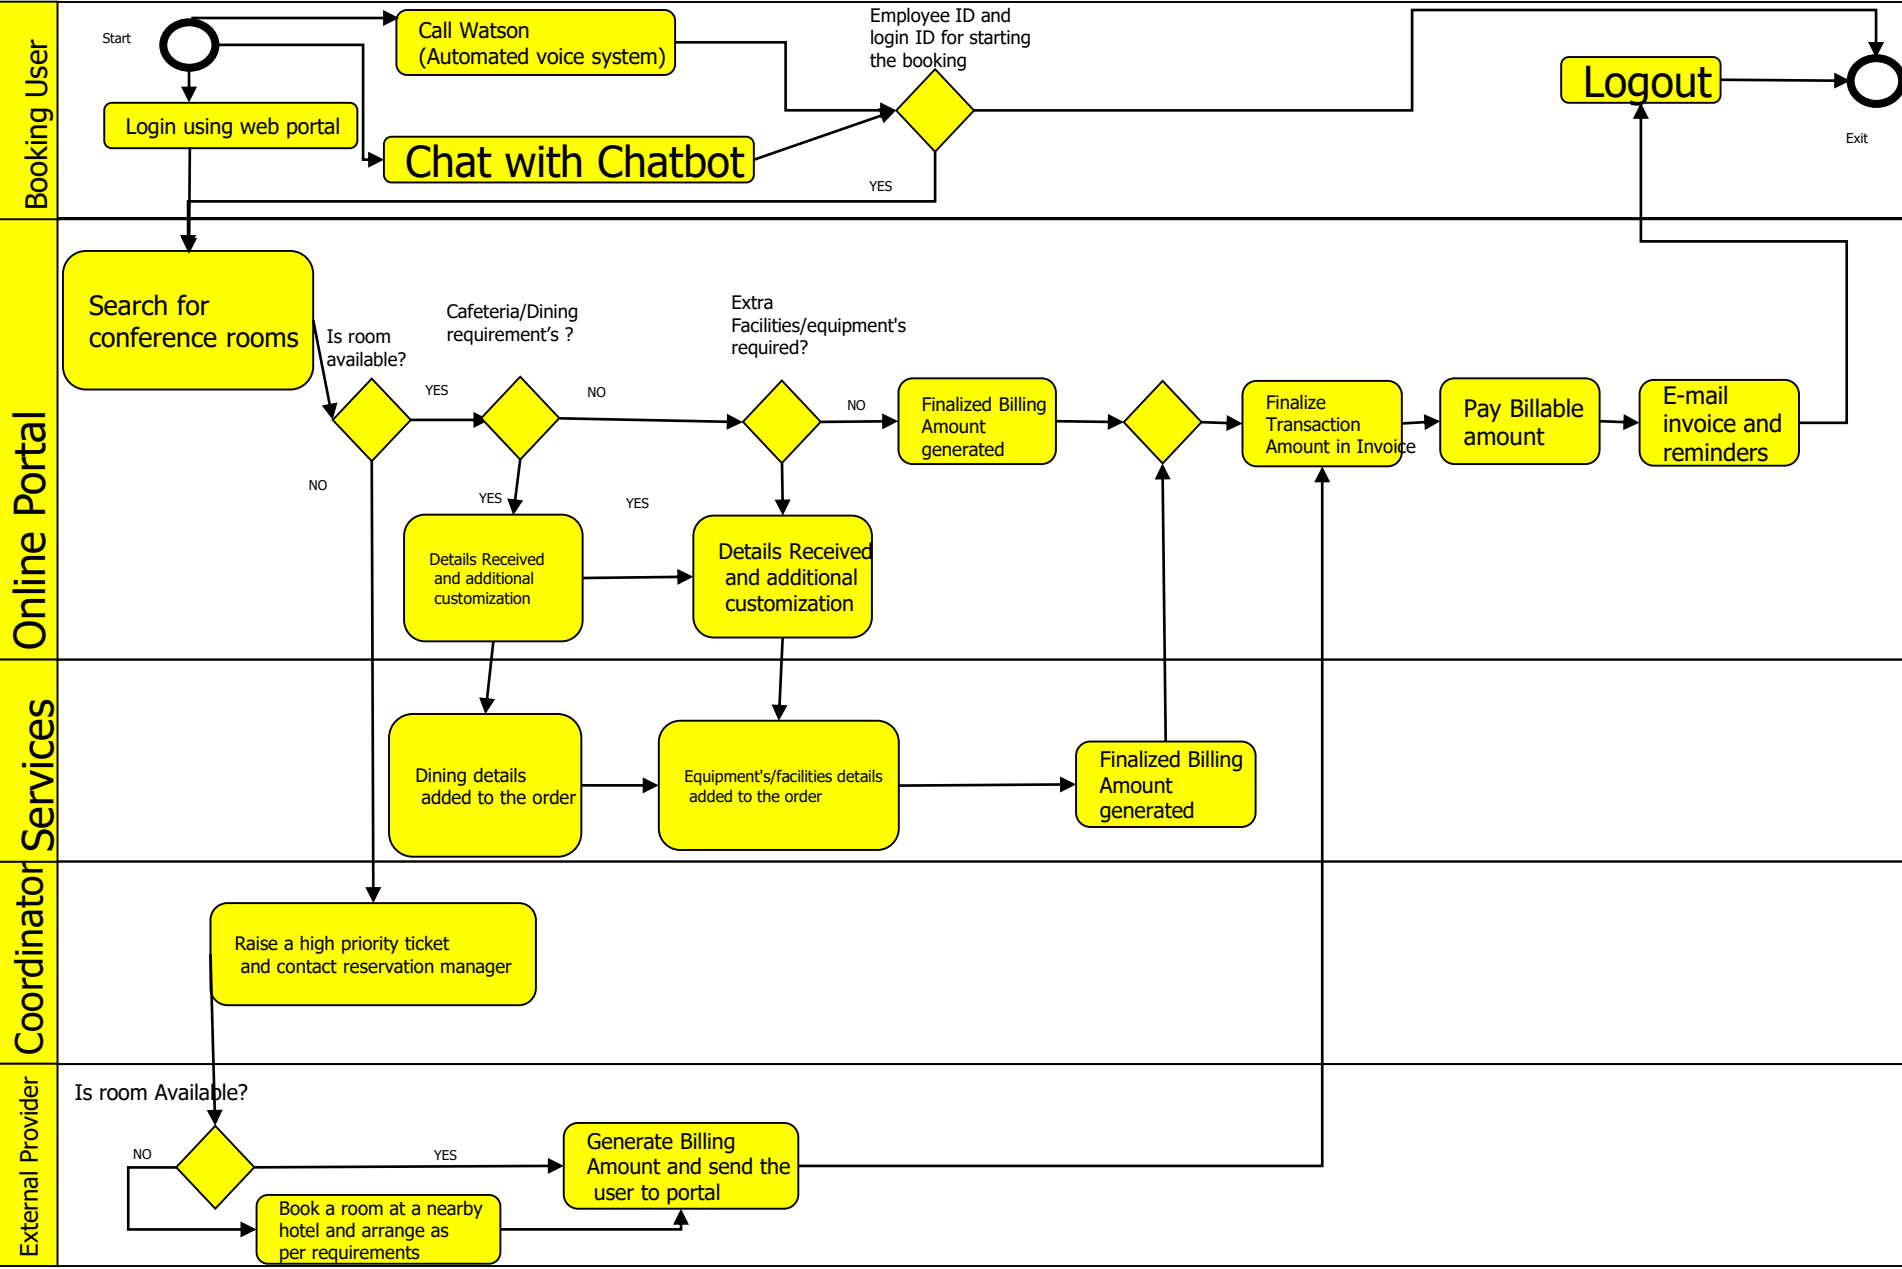 Booking User
Start
Call Watson
(Automated voice system)
Employee ID and
login ID for starting
the booking
Login using web portal
Chat with Chatbot
YES
Logout
Exit
Online Portal
Search for
conference rooms
Is room
available?
Cafeteria/Dining
requirement’s ?
Extra
Facilities/equipment's
required?
YES
NO
NO
Finalized Billing
Amount
generated
Finalize
Transaction
Amount in Invoice
Pay Billable
amount
E-mail
invoice and
reminders
NO
YES
YES
Details Received
and additional
customization
Details Received
and additional
customization
Services
Dining details
added to the order
Equipment's/facilities details
added to the order
Finalized Billing
Amount
generated
Coordinator
Raise a high priority ticket
and contact reservation manager
External Provider
Is room Available?
NO
YES
Generate Billing
Amount and send the
user to portal
Book a room at a nearby
hotel and arrange as
per requirements